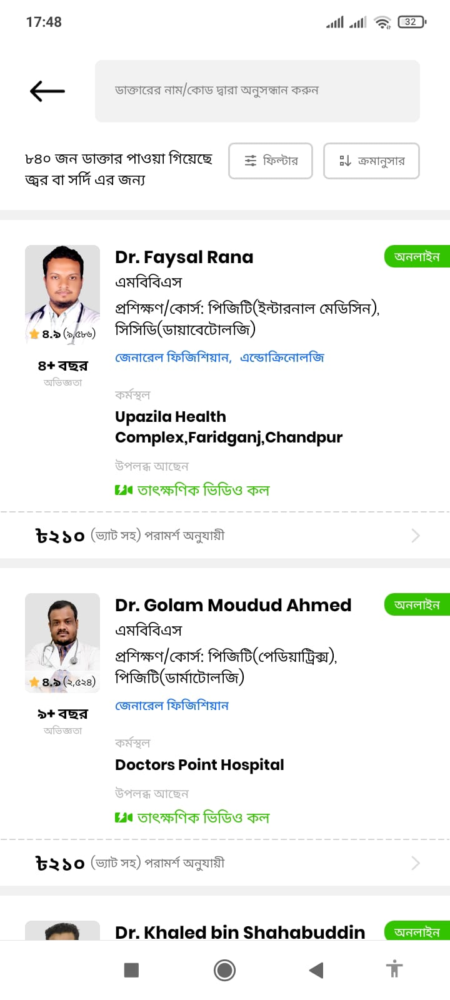 17:48
32
ডাক্তারের নাম/কোড দ্বারা অনুসন্ধান করুন
৮৪০ জন ডাক্তার পাওয়া গিয়েছে
জ্বর বা সর্দি এর জন্য
ফিল্টার
ক্রমানুসার
Dr. Faysal Rana
অনলাইন
এমবিবিএস
প্রশিক্ষণ/কোর্স: পিজিটি(ইন্টারনাল মেডিসিন),
সিসিডি(ডায়াবেটোলজি)
৪.৯ (৯,৫৮৬)
জেনারেল ফিজিশিয়ান, এন্ডোক্রিনোলজি
৪+ বছর
অভিজ্ঞতা
কর্মস্থল
Upazila Health
Complex,Faridganj,Chandpur
উপলব্ধ আছেন
তাৎক্ষণিক ভিডিও কল
৳২১০ (ভ্যাট সহ) পরামর্শ অনুযায়ী
Dr. Golam Moudud Ahmed
অনলাইন
এমবিবিএস
প্রশিক্ষণ/কোর্স: পিজিটি(পেডিয়াট্রিক্স),
পিজিটি(ডার্মাটোলজি)
৪.৯ (২,৫২৪)
জেনারেল ফিজিশিয়ান
৯+ বছর
অভিজ্ঞতা
কর্মস্থল
Doctors Point Hospital
উপলব্ধ আছেন
তাৎক্ষণিক ভিডিও কল
৳২১০ (ভ্যাট সহ) পরামর্শ অনুযায়ী
Dr. Khaled bin Shahabuddin
অনলাইন